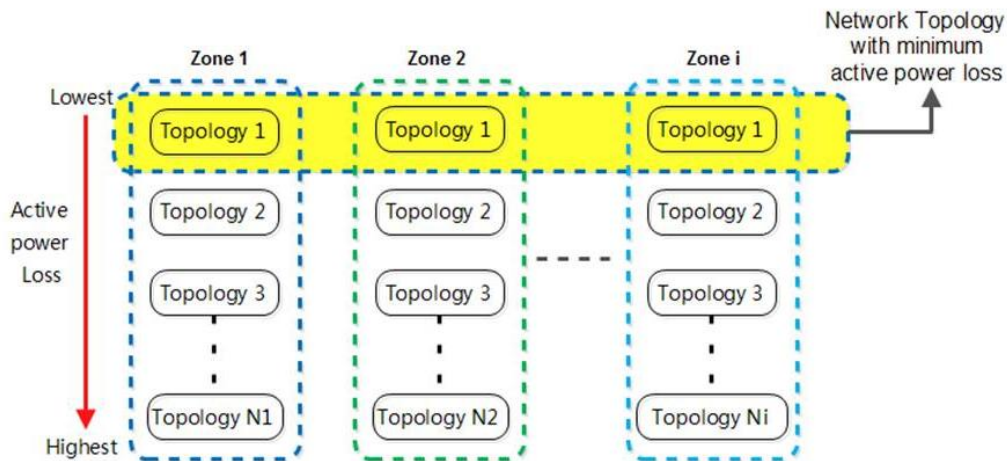 Network Topology
with minimum
active power loss
Zone 1
Zone 2
Zone i
Lowest
Topology 1
Topology 1
Topology 1
Topology 2
Topology 2
Topology 2
Active
power
Loss
Topology 3
Topology 3
Topology 3
Topology N1
Topology N2
Topology Ni
Highest